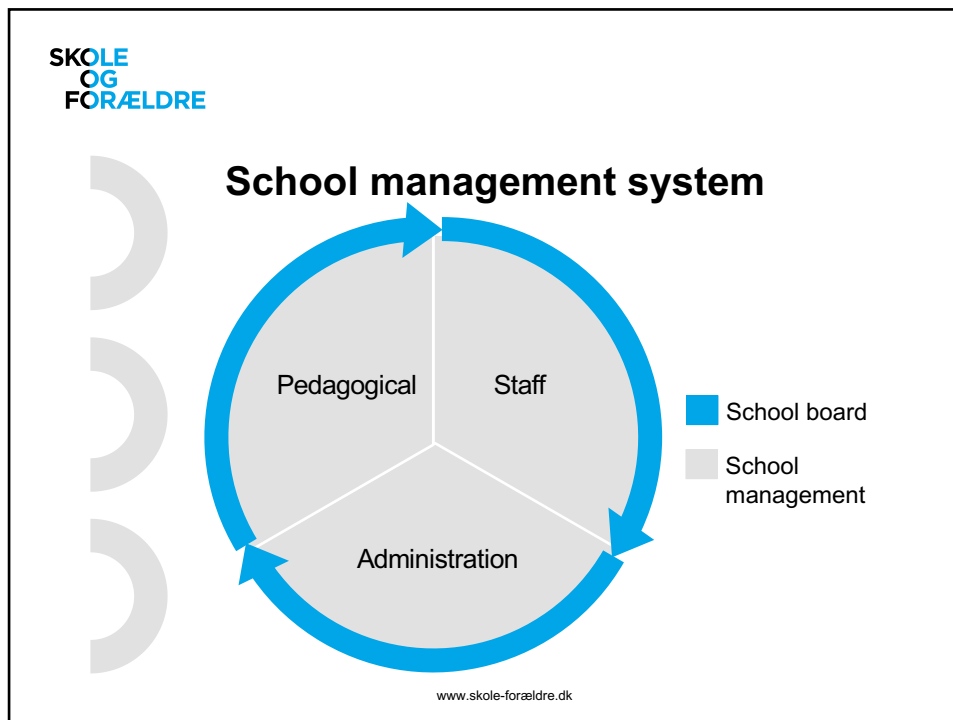 SKOLE
OG
FORÆLDRE
School management system
Pedagogical
Staff
Administration
School board
School
management
www.skole-forældre.dk